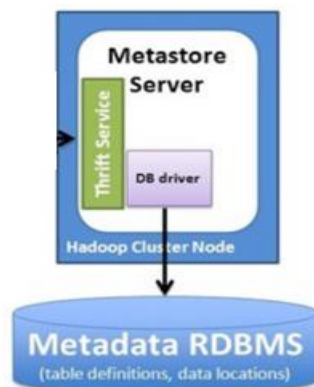 Metastore
Server
Thrift Service
DB driver
Hadoop Cluster Node
Metadata RDBMS
(table definitions, data locations)